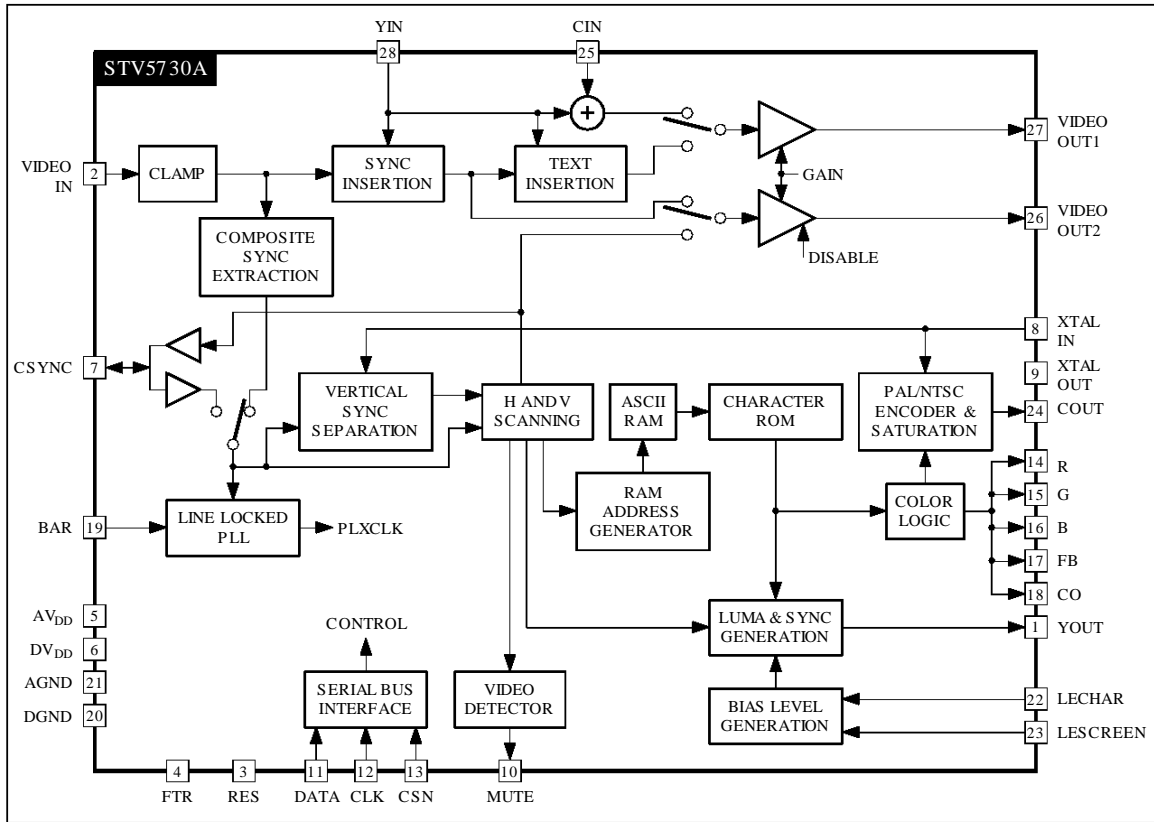 YIN
CIN
28
25
STV5730A
VIDEO
IN
2
CLAMP
SYNC
INSERTION
TEXT
INSERTION
GAIN
27
VIDEO
OUT1
26
VIDEO
OUT2
DISABLE
COMPOSITE
SYNC
EXTRACTION
CSYNC
7
VERTICAL
SYNC
SEPARATION
H AND V
SCANNING
ASCII
RAM
CHARACTER
ROM
PAL/NTSC
ENCODER &
SATURATION
8
XTAL
IN
9
XTAL
OUT
24
COUT
14
R
15
G
16
B
17
FB
18
CO
1
YOUT
BAR
19
LINE LOCKED
PLL
PLXCLK
RAM
ADDRESS
GENERATOR
COLOR
LOGIC
LUMA & SYNC
GENERATION
AVDD
5
DVDD
6
AGND
21
DGND
20
CONTROL
SERIAL BUS
INTERFACE
VIDEO
DETECTOR
BIAS LEVEL
GENERATION
22
LECHAR
23
LESCREEN
4
3
11
12
13
10
FTR
RES
DATA
CLK
CSN
MUTE